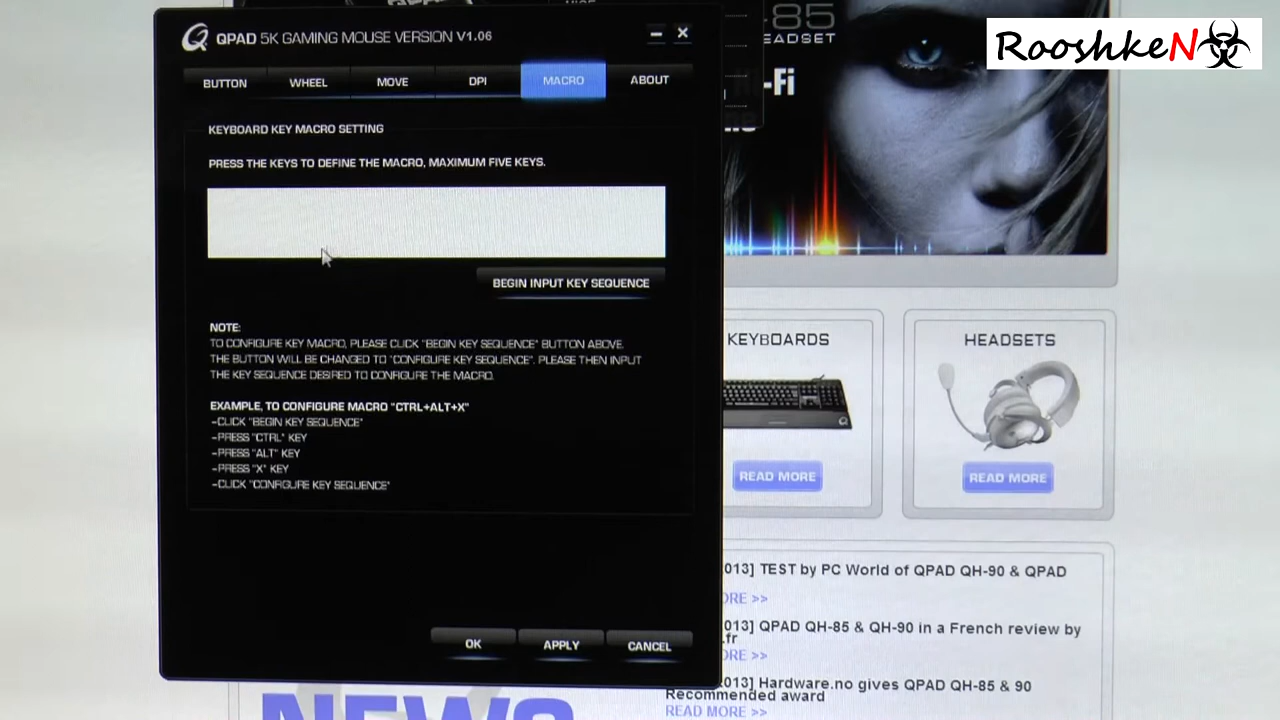 RooshkeN
QPAD 5K GAMING MOUSE VERSION V1.06
BUTTON
WHEEL
MOVE
DPI
MACRO
ABOUT
KEYBOARD KEY MACRO SETTING
PRESS THE KEYS TO DEFINE THE MACRO, MAXIMUM FIVE KEYS.
BEGIN INPUT KEY SEQUENCE
NOTE:
TO CONFIGURE KEY MACRO, PLEASE CLICK "BEGIN KEY SEQUENCE" BUTTON ABOVE.
THE BUTTON WILL BE CHANGED TO "CONFIGURE KEY SEQUENCE". PLEASE THEN INPUT
THE KEY SEQUENCE DESIRED TO CONFIGURE THE MACRO.
EXAMPLE, TO CONFIGURE MACRO "CTRL+ALT+X"
-CLICK "BEGIN KEY SEQUENCE"
-PRESS "CTRL" KEY
-PRESS "ALT" KEY
-PRESS "X" KEY
-CLICK "CONFIGURE KEY SEQUENCE"
OK
APPLY
CANCEL
-85
EADSET
-Fi
KEYBOARDS
READ MORE
HEADSETS
READ MORE
013] TEST by PC World of QPAD QH-90 & QPAD
ORE >>
013] QPAD QH-85 & QH-90 in a French review by
.fr
ORE >>
013] Hardware.no gives QPAD QH-85 & 90
Recommended award
READ MORE >>
NEWS